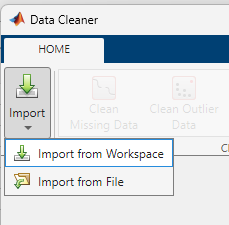 Data Cleaner
HOME
Import
Clean
Missing Data
Clean Outlier
Data
Import from Workspace
Import from File